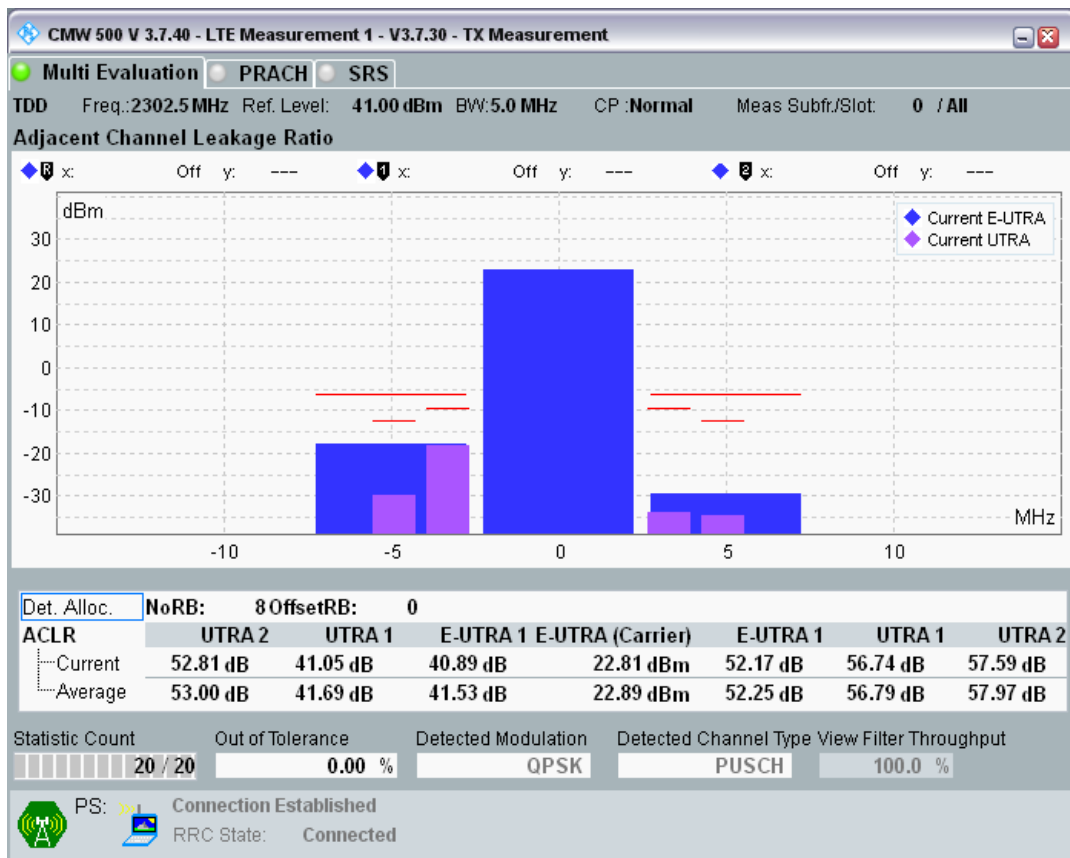 CMW 500 V 3.7.40 - LTE Measurement 1 - V3.7.30 - TX Measurement
Multi Evaluation PRACH SRS
TDD Freq.:2302.5 MHz Ref. Level: 41.00 dBm BW:5.0 MHz CP :Normal Meas Subfr./Slot: 0 / All
Adjacent Channel Leakage Ratio
R x: Off y: --- 1 x: Off y: --- 2 x: Off y: ---
dBm
Current E-UTRA
Current UTRA
30
20
10
0
-10
-20
-30
MHz
-10 -5 0 5 10
Det. Alloc. NoRB: 8 OffsetRB: 0
ACLR UTRA 2 UTRA 1 E-UTRA 1 E-UTRA (Carrier) E-UTRA 1 UTRA 1 UTRA 2
Current 52.81 dB 41.05 dB 40.89 dB 22.81 dBm 52.17 dB 56.74 dB 57.59 dB
Average 53.00 dB 41.69 dB 41.53 dB 22.89 dBm 52.25 dB 56.79 dB 57.97 dB
Statistic Count Out of Tolerance Detected Modulation Detected Channel Type View Filter Throughput
20 / 20 0.00 % QPSK PUSCH 100.0 %
PS: Connection Established
RRC State: Connected